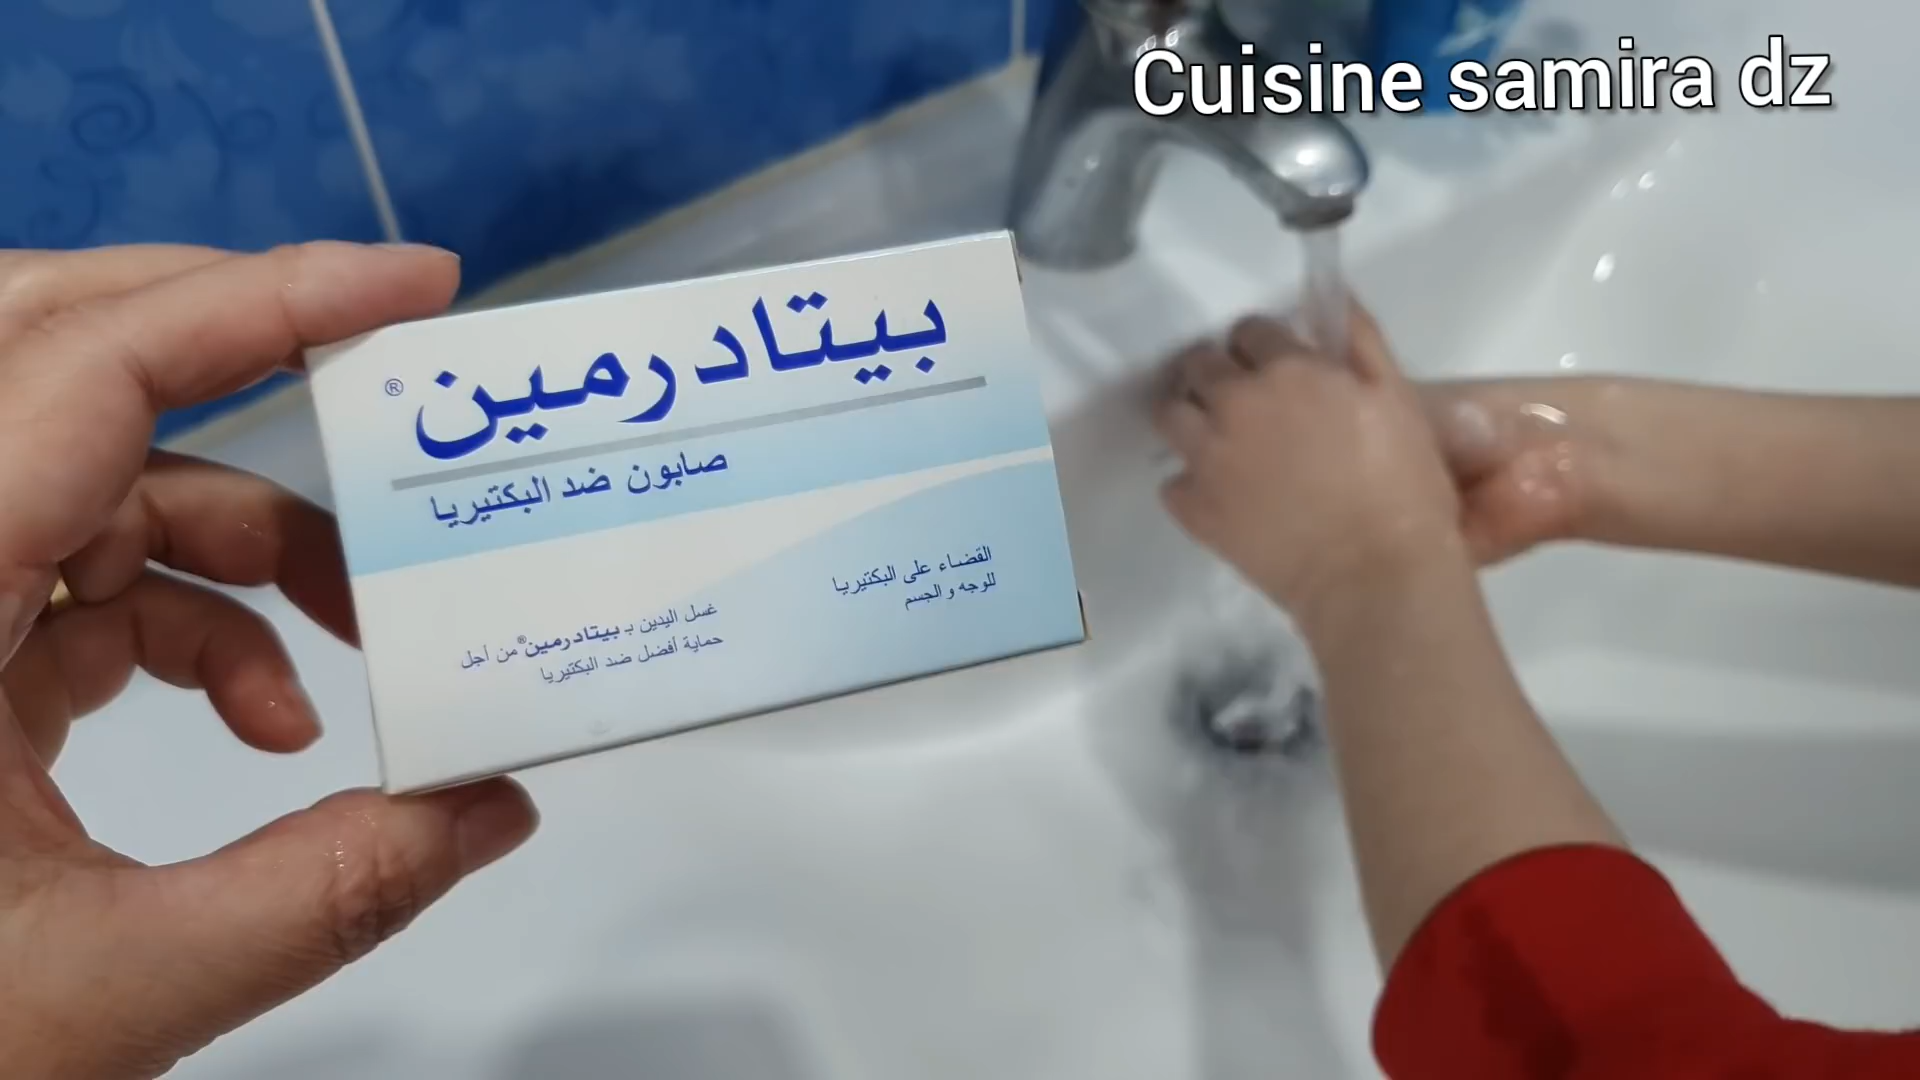 Cuisine samira dz
بيتادرمين®
صابون ضد البكتيريا
القضاء على البكتيريا
للوجه و الجسم
غسل اليدين بـ بيتادرمين® من أجل
حماية أفضل ضد البكتيريا